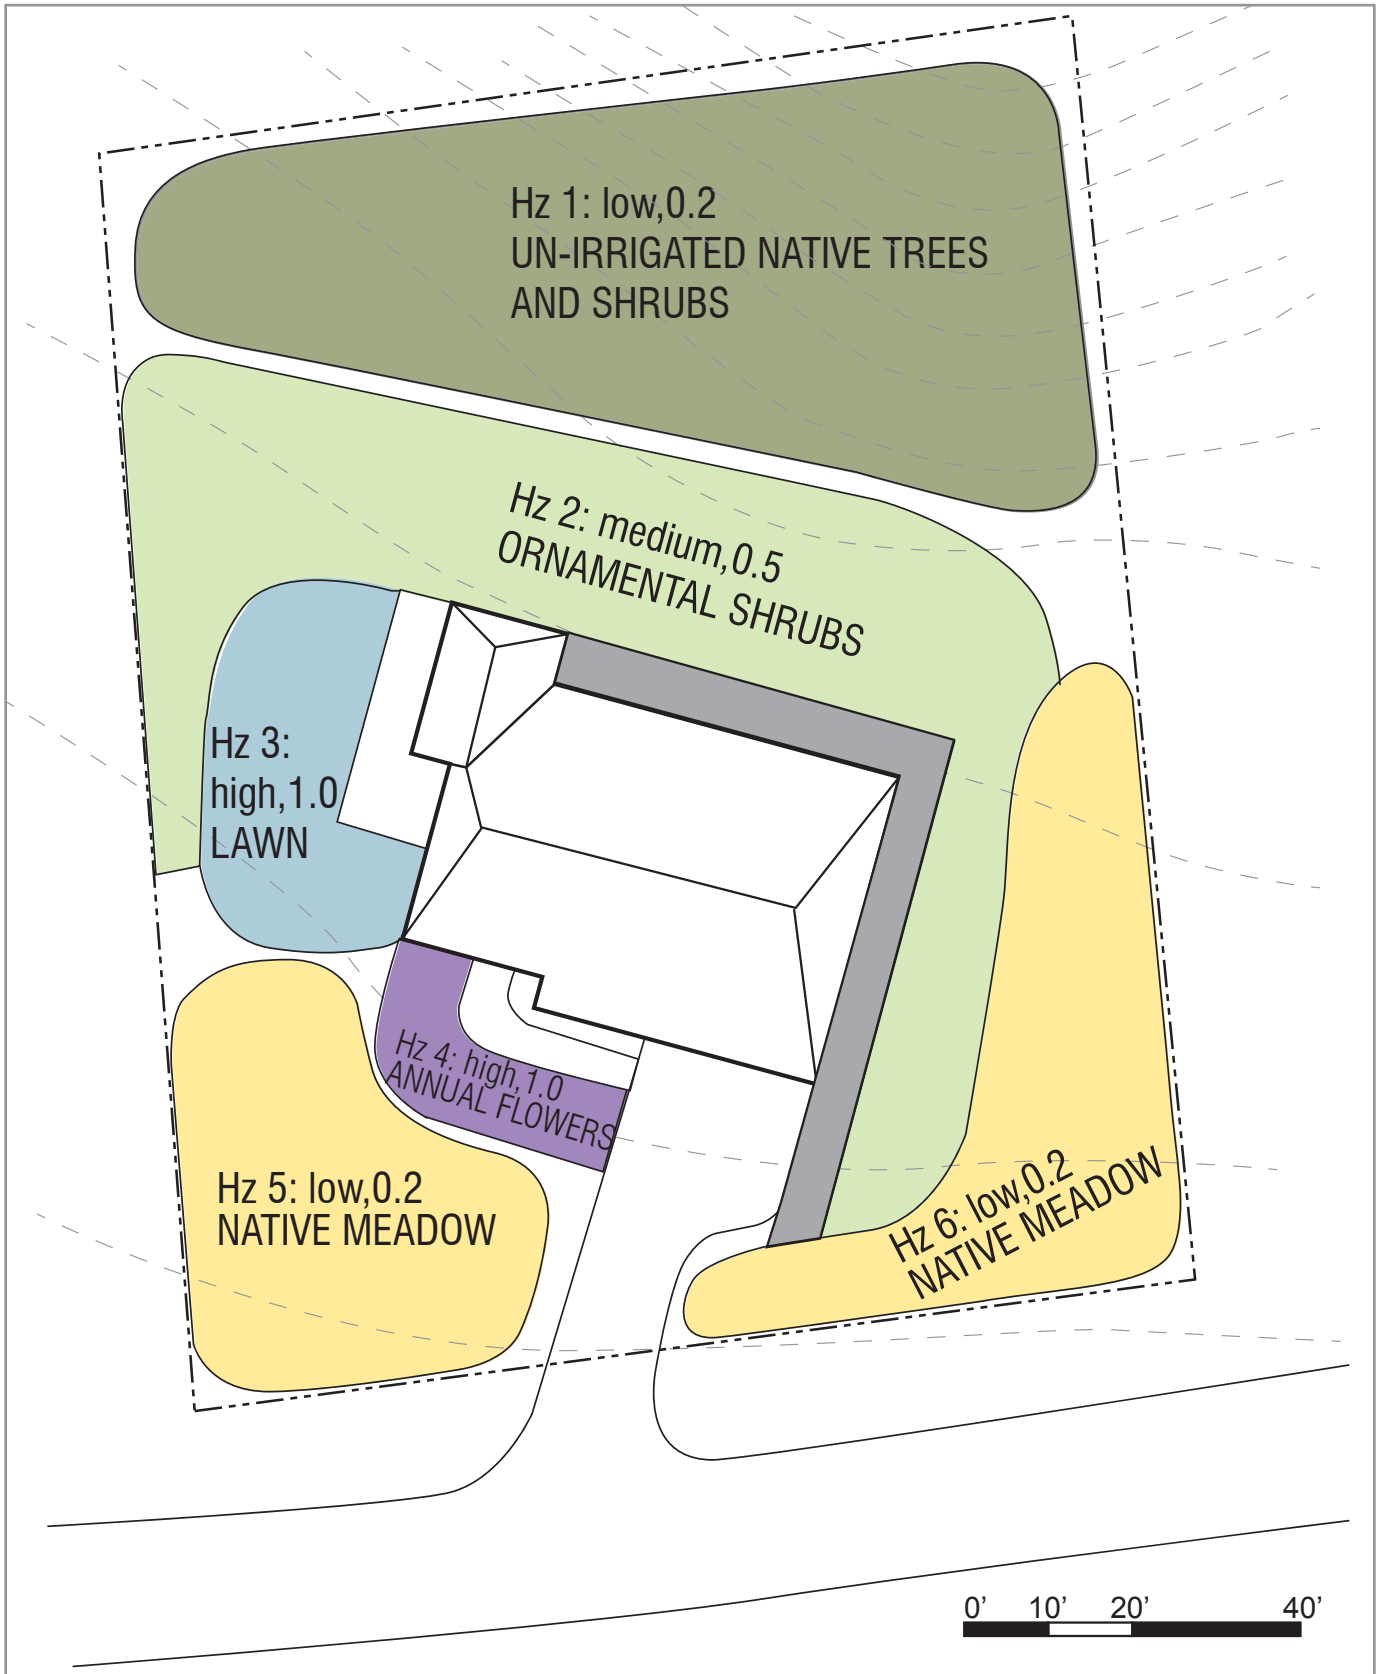 Hz 1: low,0.2
UN-IRRIGATED NATIVE TREES
AND SHRUBS
Hz 2: medium,0.5
ORNAMENTAL SHRUBS
Hz 3:
high,1.0
LAWN
Hz 4: high,1.0
ANNUAL FLOWERS
Hz 5: low,0.2
NATIVE MEADOW
Hz 6: low,0.2
NATIVE MEADOW
0’ 10’ 20’ 40’